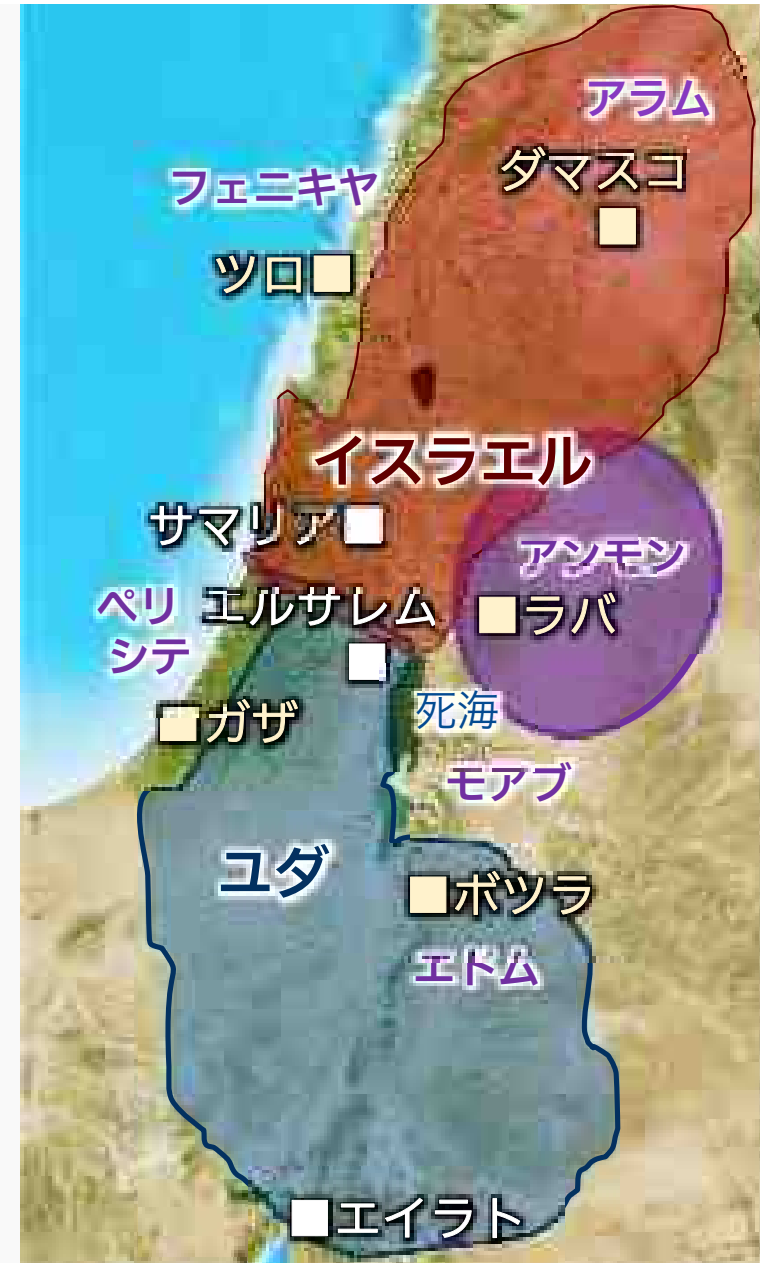 アラム
ダマスコ
フェニキヤ
ツロ
イスラエル
サマリア
アンモン
ペリ
シテ
エルサレム
ラバ
死海
ガザ
モアブ
ユダ
ボツラ
エドム
エイラト